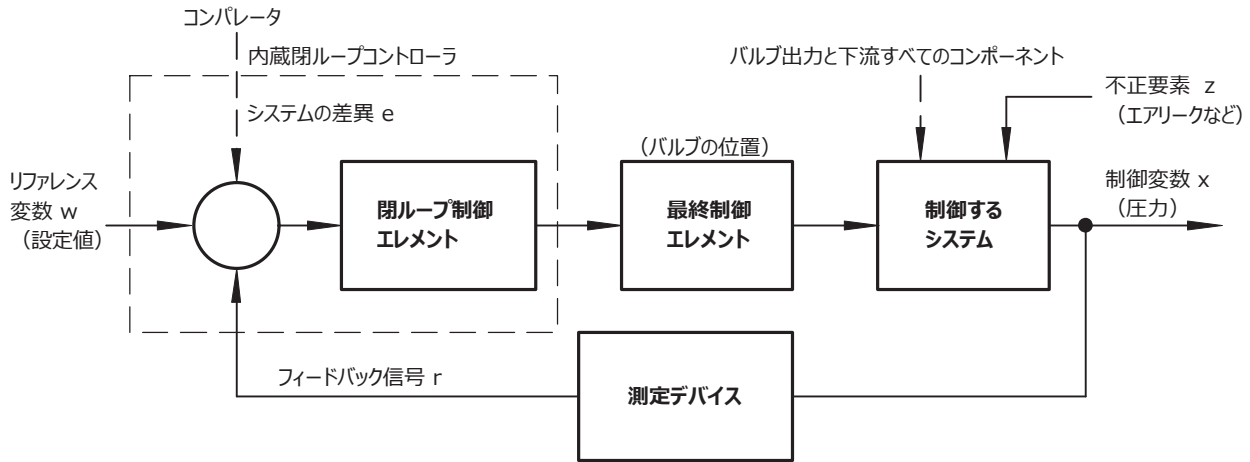 コンパレータ
内蔵閉ループコントローラ
バルブ出力と下流すべてのコンポーネント
不正要素 z
（エアリークなど）
システムの差異 e
（バルブの位置）
リファレンス
変数 w
（設定値）
閉ループ制御
エレメント
最終制御
エレメント
制御する
システム
制御変数 x
（圧力）
フィードバック信号 r
測定デバイス